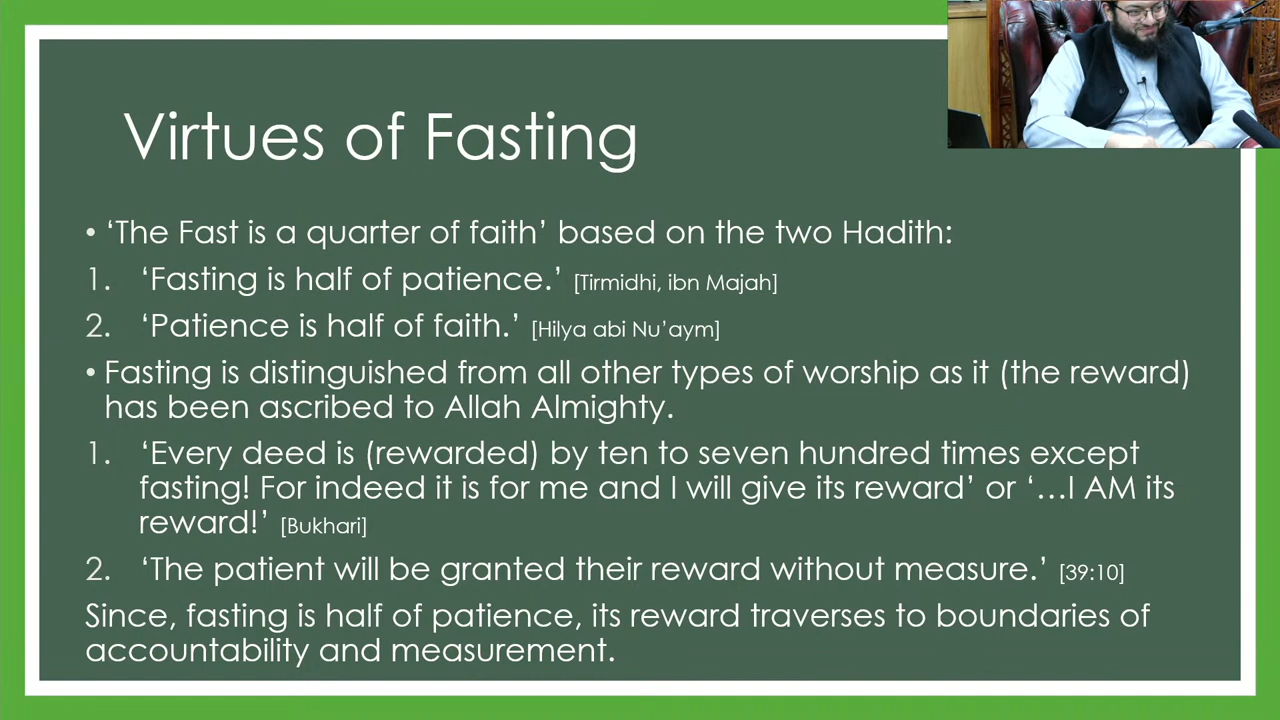 Virtues of Fasting
• ‘The Fast is a quarter of faith’ based on the two Hadith:
1. ‘Fasting is half of patience.’ [Tirmidhi, ibn Majah]
2. ‘Patience is half of faith.’ [Hilya abi Nu’aym]
• Fasting is distinguished from all other types of worship as it (the reward)
has been ascribed to Allah Almighty.
1. ‘Every deed is (rewarded) by ten to seven hundred times except
fasting! For indeed it is for me and I will give its reward’ or ‘…I AM its
reward!’ [Bukhari]
2. ‘The patient will be granted their reward without measure.’ [39:10]
Since, fasting is half of patience, its reward traverses to boundaries of
accountability and measurement.